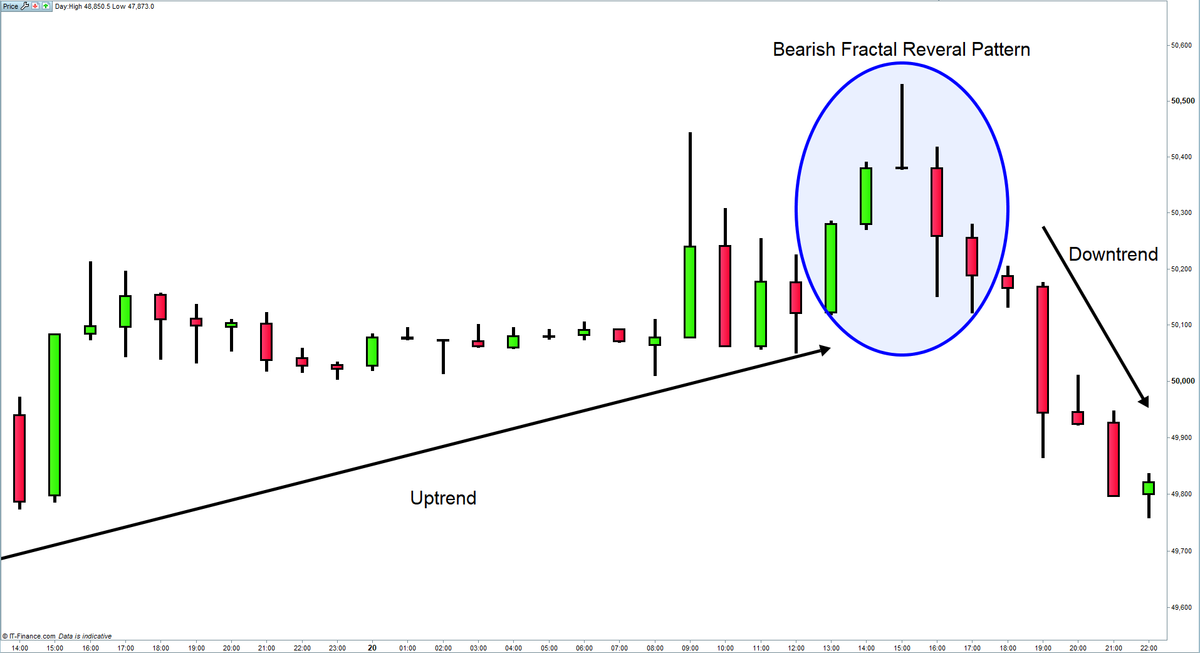 Price Day:High 48,850.5 Low 47,873.0
Bearish Fractal Reveral Pattern
Downtrend
Uptrend
50,600
50,500
50,400
50,300
50,200
50,100
50,000
49,900
49,800
49,700
49,600
© IT-Finance.com Data is indicative
14:00 15:00 16:00 17:00 18:00 19:00 20:00 21:00 22:00 23:00 20 01:00 02:00 03:00 04:00 05:00 06:00 07:00 08:00 09:00 10:00 11:00 12:00 13:00 14:00 15:00 16:00 17:00 18:00 19:00 20:00 21:00 22:00